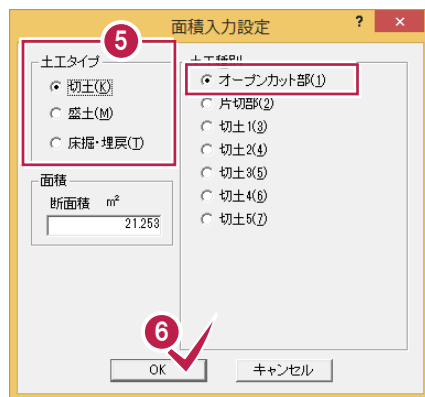 面積入力設定
? ×
5
土工タイプ
切土(K)
盛土(M)
床掘・埋戻(T)
面積
断面積 m²
21.253
土工種別
オープンカット部(1)
片切部(2)
切土1(3)
切土2(4)
切土3(5)
切土4(6)
切土5(7)
6
OK
キャンセル